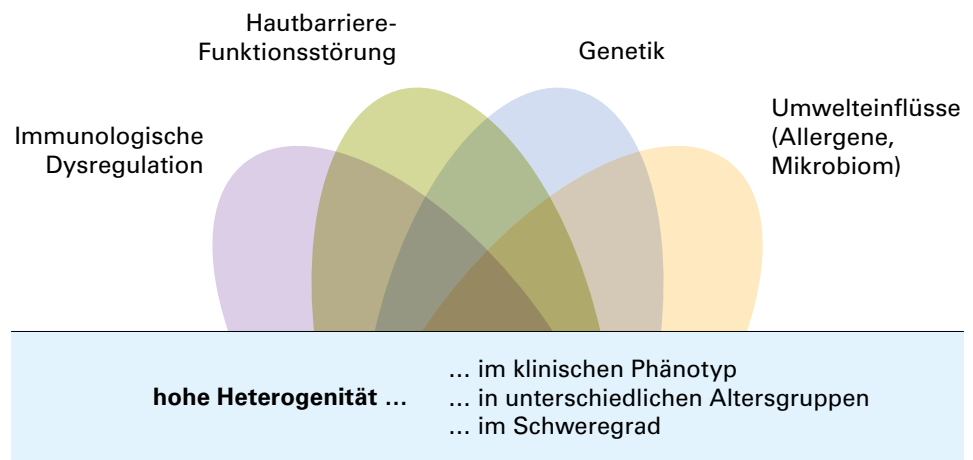 Hautbarriere-
Funktionsstörung
Genetik
Immunologische
Dysregulation
Umwelteinflüsse
(Allergene,
Mikrobiom)
hohe Heterogenität ...
... im klinischen Phänotyp
... in unterschiedlichen Altersgruppen
... im Schweregrad